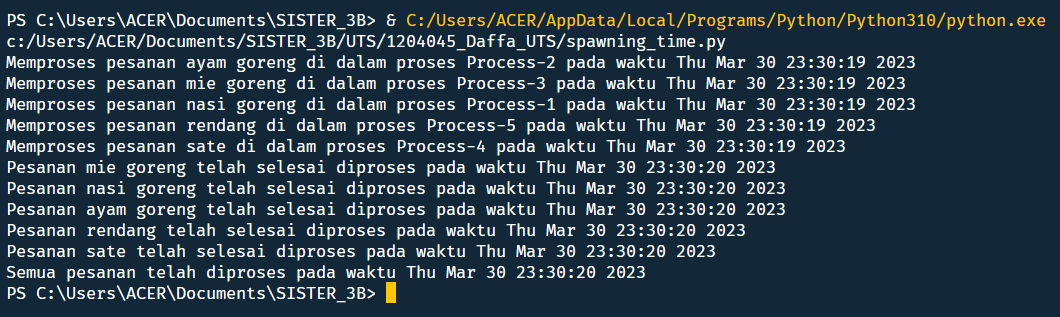 PS C:\Users\ACER\Documents\SISTER_3B> & C:/Users/ACER/AppData/Local/Programs/Python/Python310/python.exe
c:/Users/ACER/Documents/SISTER_3B/UTS/1204045_Daffa_UTS/spawning_time.py
Memproses pesanan ayam goreng di dalam proses Process-2 pada waktu Thu Mar 30 23:30:19 2023
Memproses pesanan mie goreng di dalam proses Process-3 pada waktu Thu Mar 30 23:30:19 2023
Memproses pesanan nasi goreng di dalam proses Process-1 pada waktu Thu Mar 30 23:30:19 2023
Memproses pesanan rendang di dalam proses Process-5 pada waktu Thu Mar 30 23:30:19 2023
Memproses pesanan sate di dalam proses Process-4 pada waktu Thu Mar 30 23:30:19 2023
Pesanan mie goreng telah selesai diproses pada waktu Thu Mar 30 23:30:20 2023
Pesanan nasi goreng telah selesai diproses pada waktu Thu Mar 30 23:30:20 2023
Pesanan ayam goreng telah selesai diproses pada waktu Thu Mar 30 23:30:20 2023
Pesanan rendang telah selesai diproses pada waktu Thu Mar 30 23:30:20 2023
Pesanan sate telah selesai diproses pada waktu Thu Mar 30 23:30:20 2023
Semua pesanan telah diproses pada waktu Thu Mar 30 23:30:20 2023
PS C:\Users\ACER\Documents\SISTER_3B>